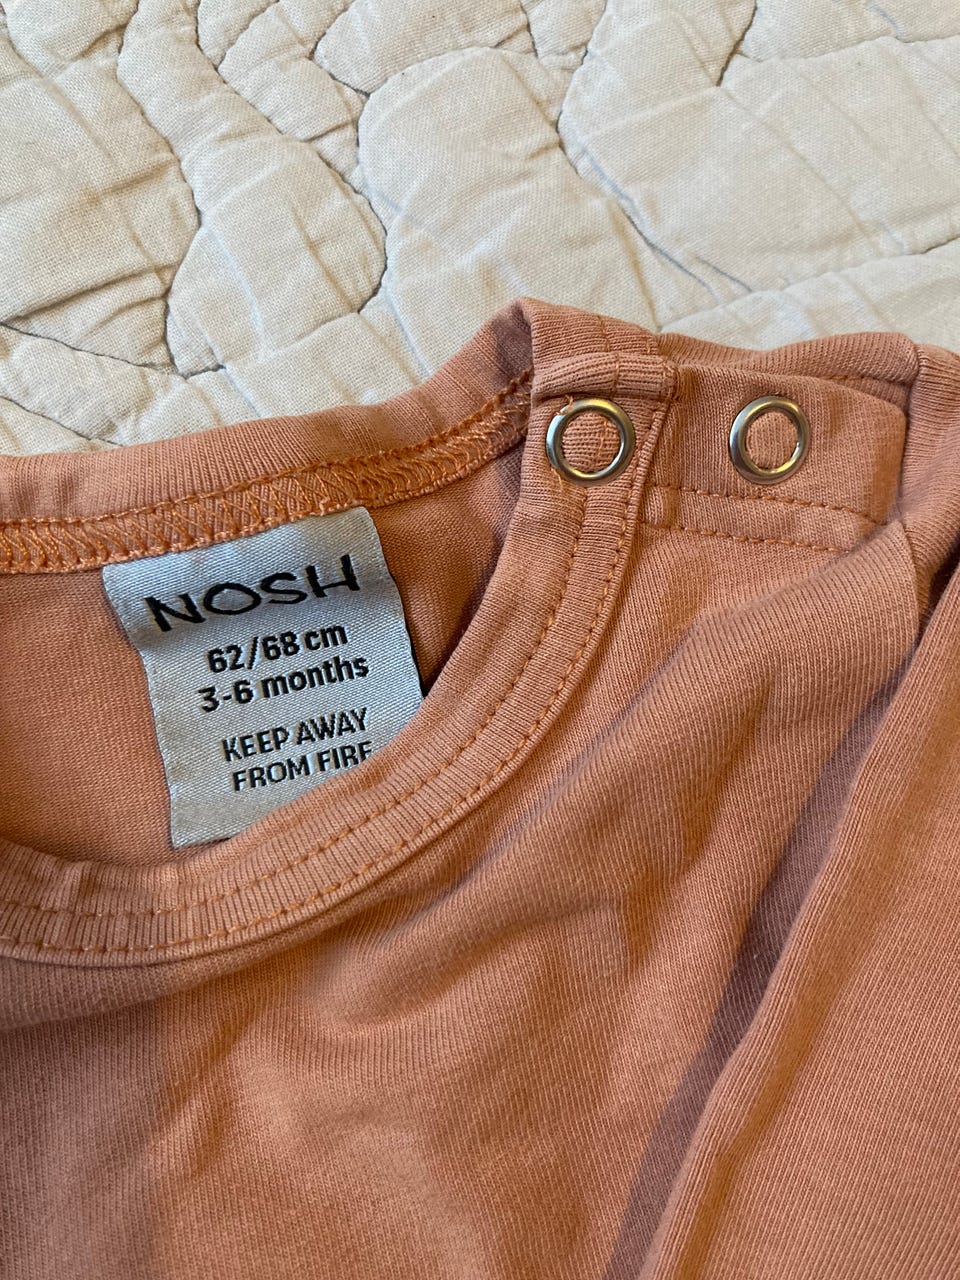 NOSH
62/68 cm
3-6 months
KEEP AWAY
FROM FIRE